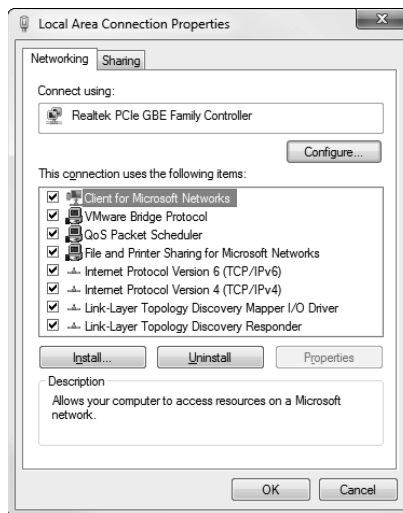 Local Area Connection Properties
Networking
Sharing
Connect using:
Realtek PCIe GBE Family Controller
Configure...
This connection uses the following items:
Client for Microsoft Networks
VMware Bridge Protocol
QoS Packet Scheduler
File and Printer Sharing for Microsoft Networks
Internet Protocol Version 6 (TCP/IPv6)
Internet Protocol Version 4 (TCP/IPv4)
Link-Layer Topology Discovery Mapper I/O Driver
Link-Layer Topology Discovery Responder
Install...
Uninstall
Properties
Description
Allows your computer to access resources on a Microsoft
network.
OK
Cancel